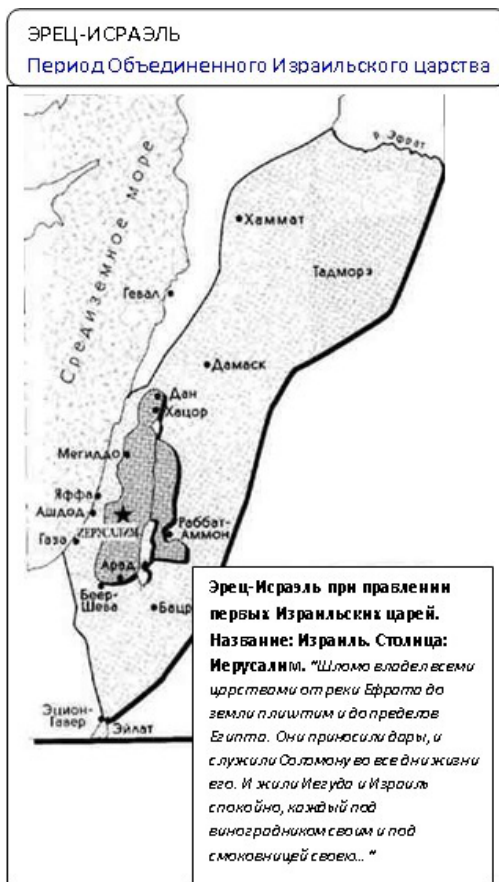 ЭРЕЦ-ИСРАЭЛЬ
Период Объединенного Израильского царства
р. Эфрат
Средиземное море
Хаммат
Тадморэ
Гевал
Дамаск
Дан
Хацор
Мегиддо
Яффа
Ашдод
ИЕРУСАЛИМ
Раббат-
Аммон
Газа
Арад
Беер-
Шева
Бацр
Эцион-
Гавер
Эйлат
Эрец-Исраэль при правлении
первых Израильских царей.
Название: Израиль. Столица:
Иерусалим. "Шломо владел всеми
царствами от реки Ефрата до
земли плиштим и до пределов
Египта. Они приносили дары, и
служили Соломону во все дни жизни
его. И жили Иегуда и Израиль
спокойно, каждый под
виноградником своим и под
смоковницей своею... "